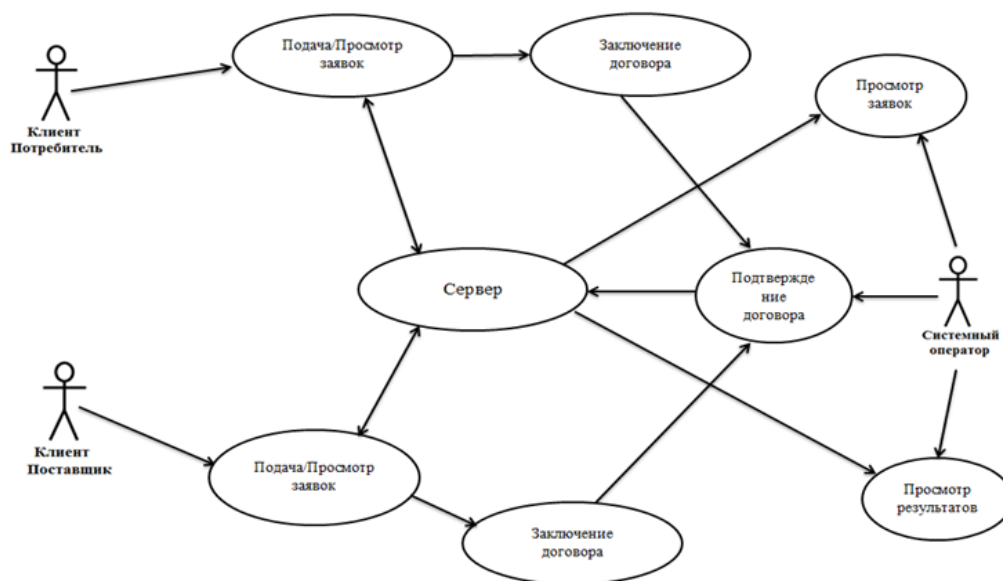 Подача/Просмотр
заявок
Заключение
договора
Просмотр
заявок
Клиент
Потребитель
Сервер
Подтвержде
ние
договора
Системный
оператор
Клиент
Поставщик
Подача/Просмотр
заявок
Заключение
договора
Просмотр
результатов